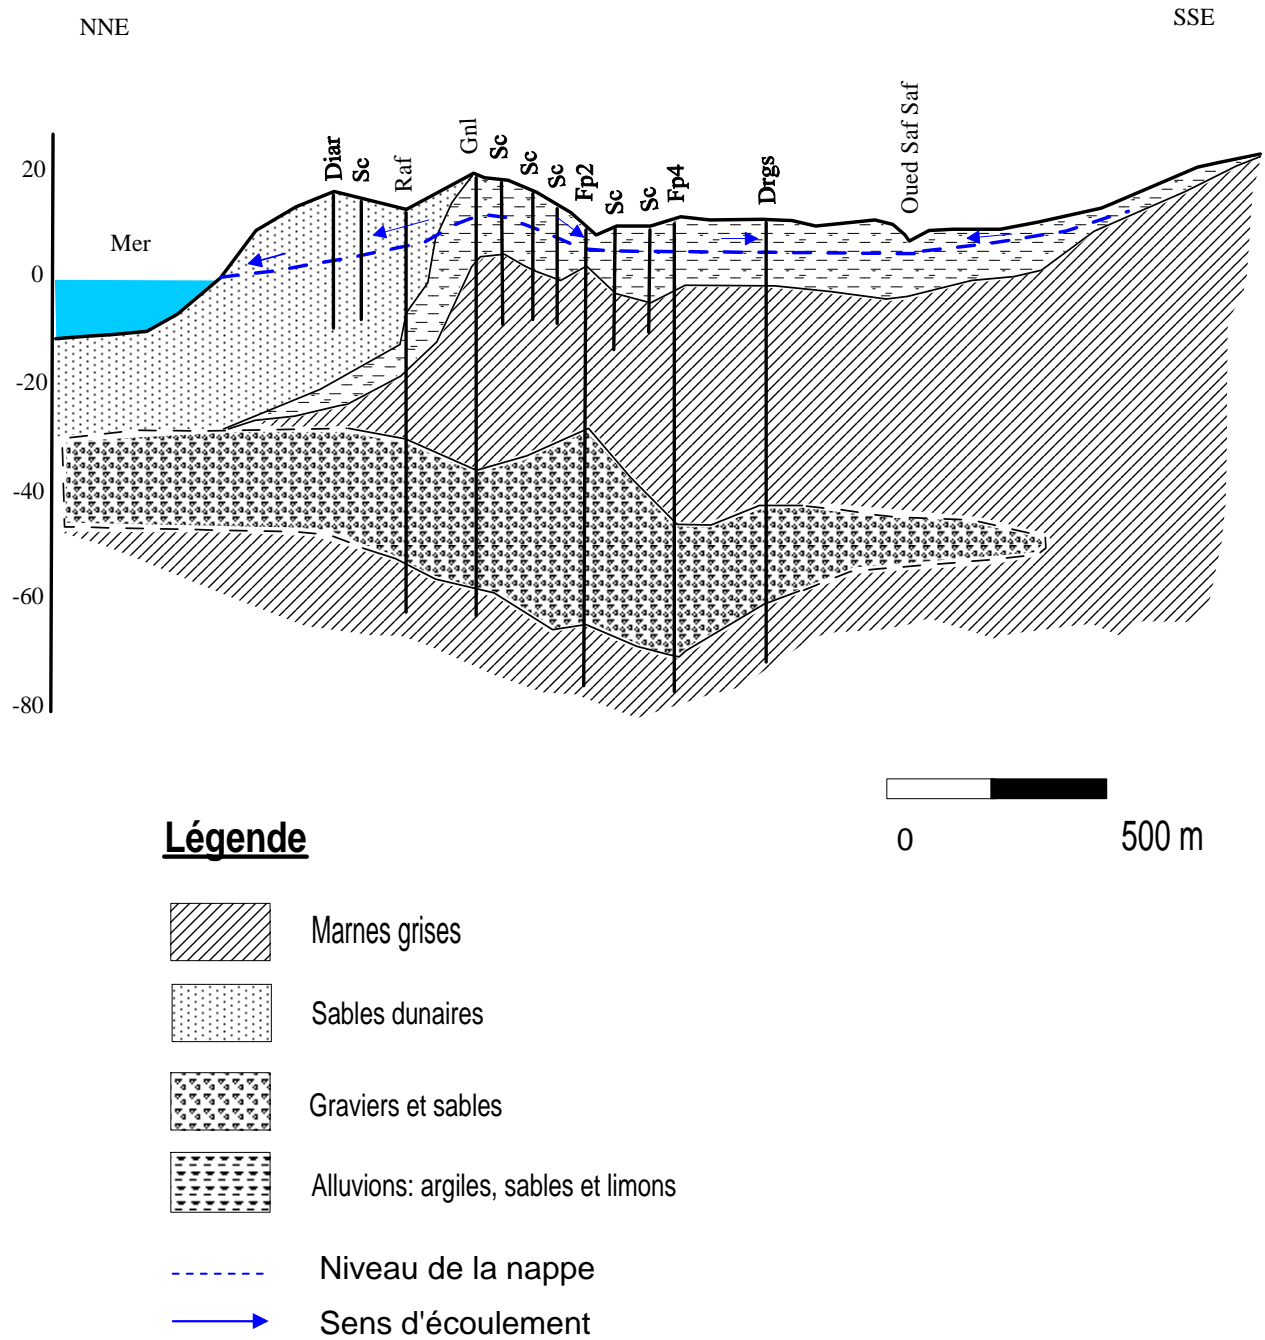 NNE
SSE
Diar
Sc
Raf
Gnl
Sc
Sc
Sc
Fp2
Sc
Sc
Fp4
Drgs
Oued Saf Saf
Mer
20
0
-20
-40
-60
-80
0
500 m
Légende
Marnes grises
Sables dunaires
Graviers et sables
Alluvions: argiles, sables et limons
Niveau de la nappe
Sens d'écoulement